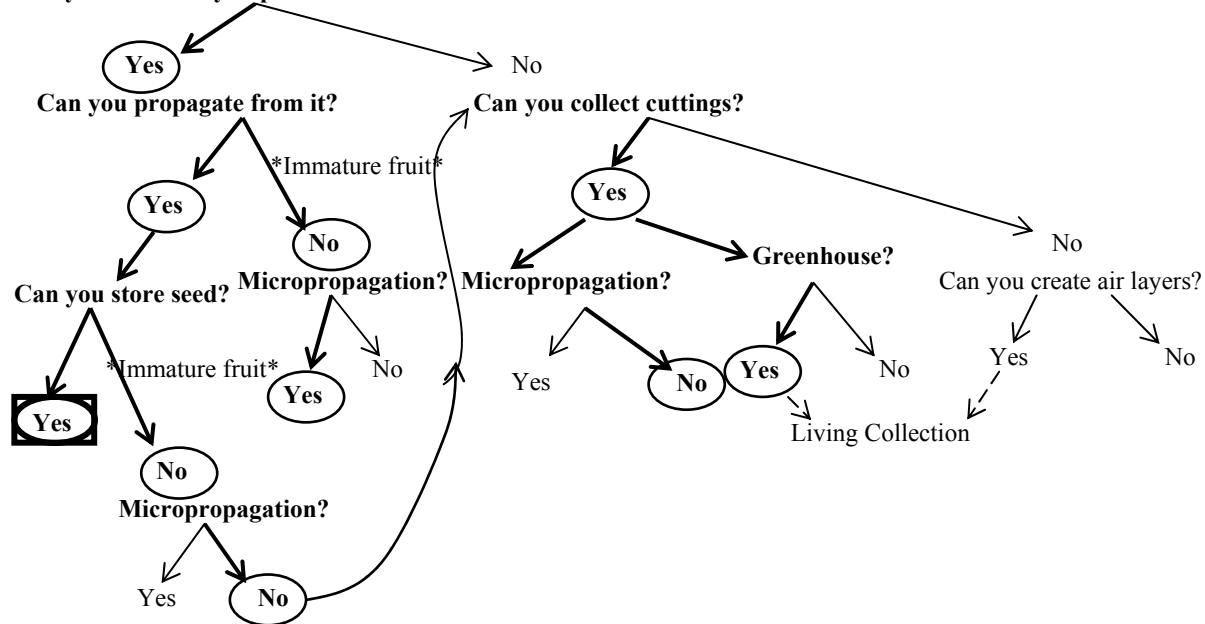 Yes
No
Can you propagate from it?
Can you collect cuttings?
*Immature fruit*
Yes
Yes
No
No
Greenhouse?
Can you store seed?
Micropropagation?
Micropropagation?
Can you create air layers?
*Immature fruit*
Yes
No
Yes
No
Yes
No
Yes
No
Yes
Living Collection
No
Micropropagation?
Yes
No